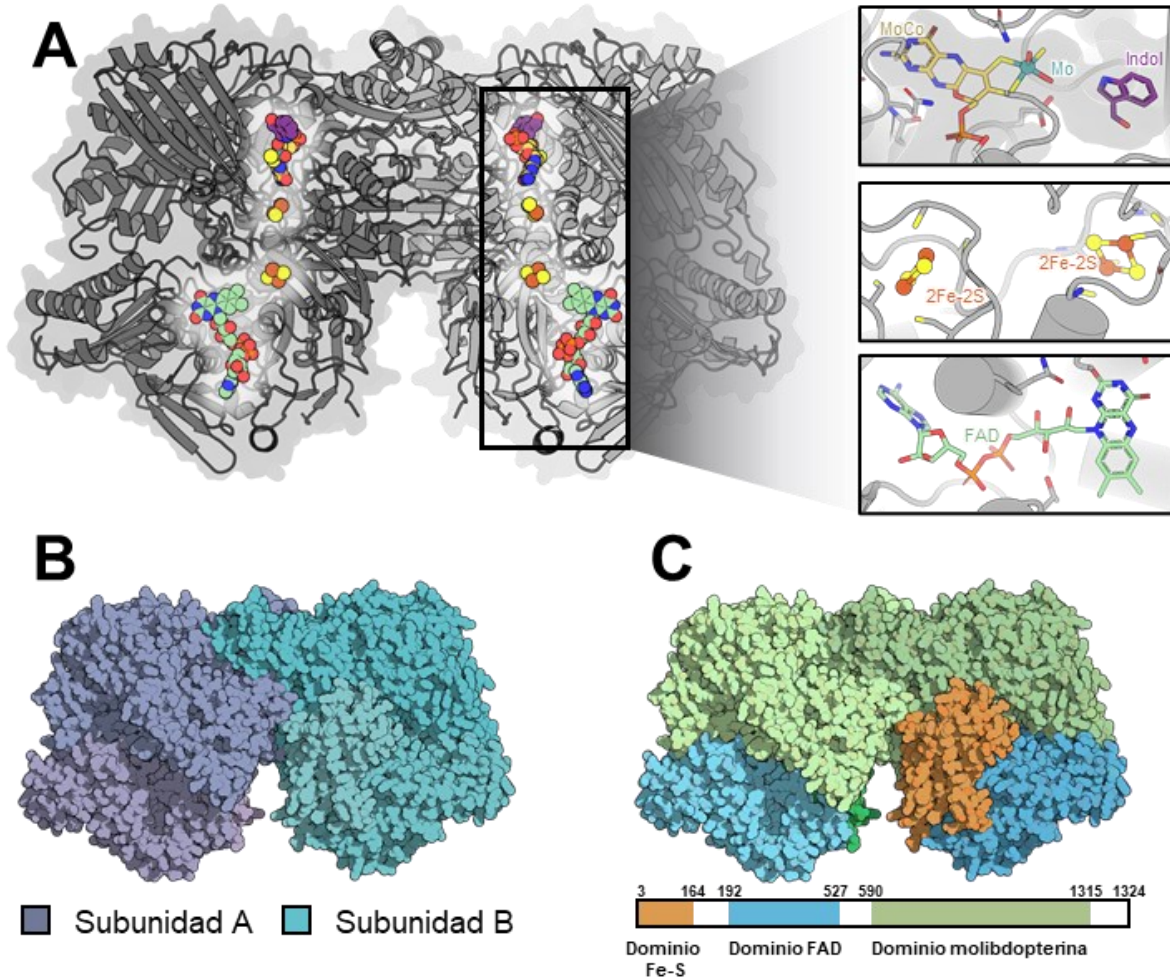 A
MoCo
Mo
Indol
2Fe-2S
2Fe-2S
FAD
B
C
Subunidad A
Subunidad B
3 164 192 527 590 1315 1324
Dominio Fe-S
Dominio FAD
Dominio molibdopterina